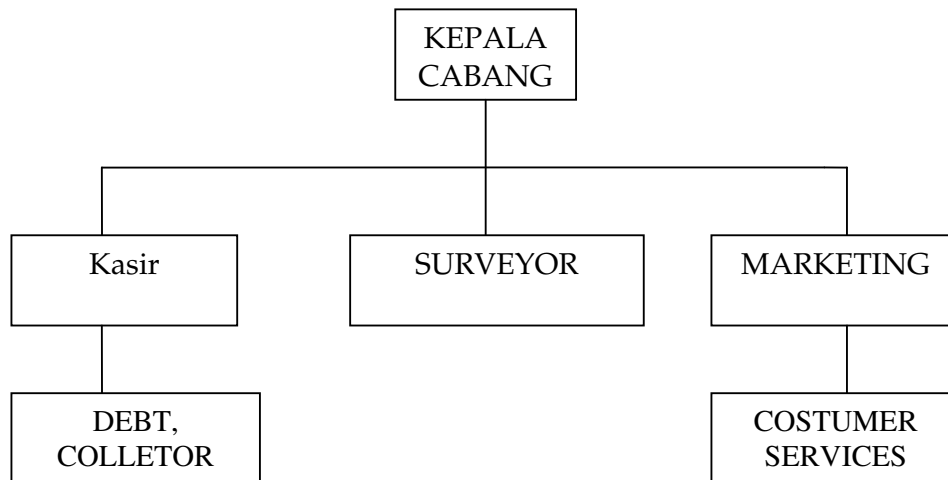 KEPALA
CABANG
Kasir
SURVEYOR
MARKETING
DEBT,
COLLETOR
COSTUMER
SERVICES